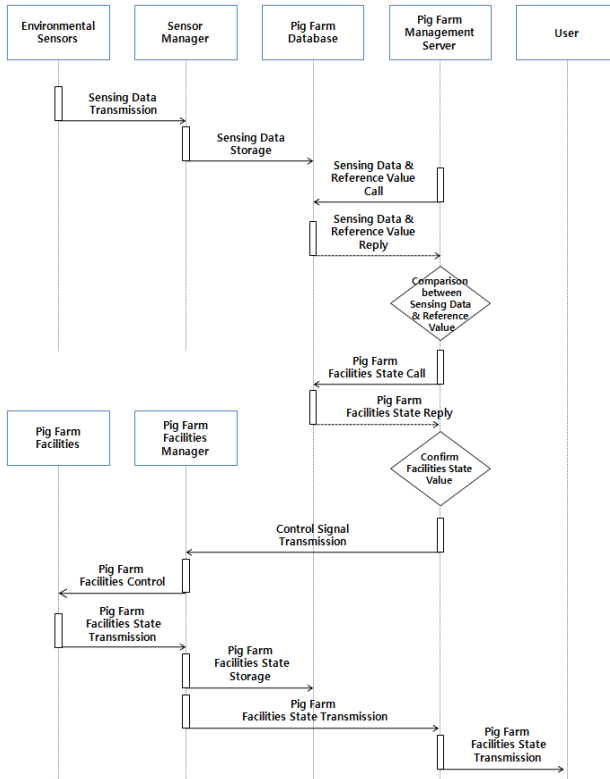 Environmental
Sensors
Sensor
Manager
Pig Farm
Database
Pig Farm
Management
Server
User
Sensing Data
Transmission
Sensing Data
Storage
Sensing Data &
Reference Value
Call
Sensing Data &
Reference Value
Reply
Comparison
between
Sensing Data
& Reference
Value
Pig Farm
Facilities State Call
Pig Farm
Facilities State Reply
Pig Farm
Facilities
Pig Farm
Facilities
Manager
Confirm
Facilities State
Value
Control Signal
Transmission
Pig Farm
Facilities Control
Pig Farm
Facilities State
Transmission
Pig Farm
Facilities State
Storage
Pig Farm
Facilities State Transmission
Pig Farm
Facilities State
Transmission